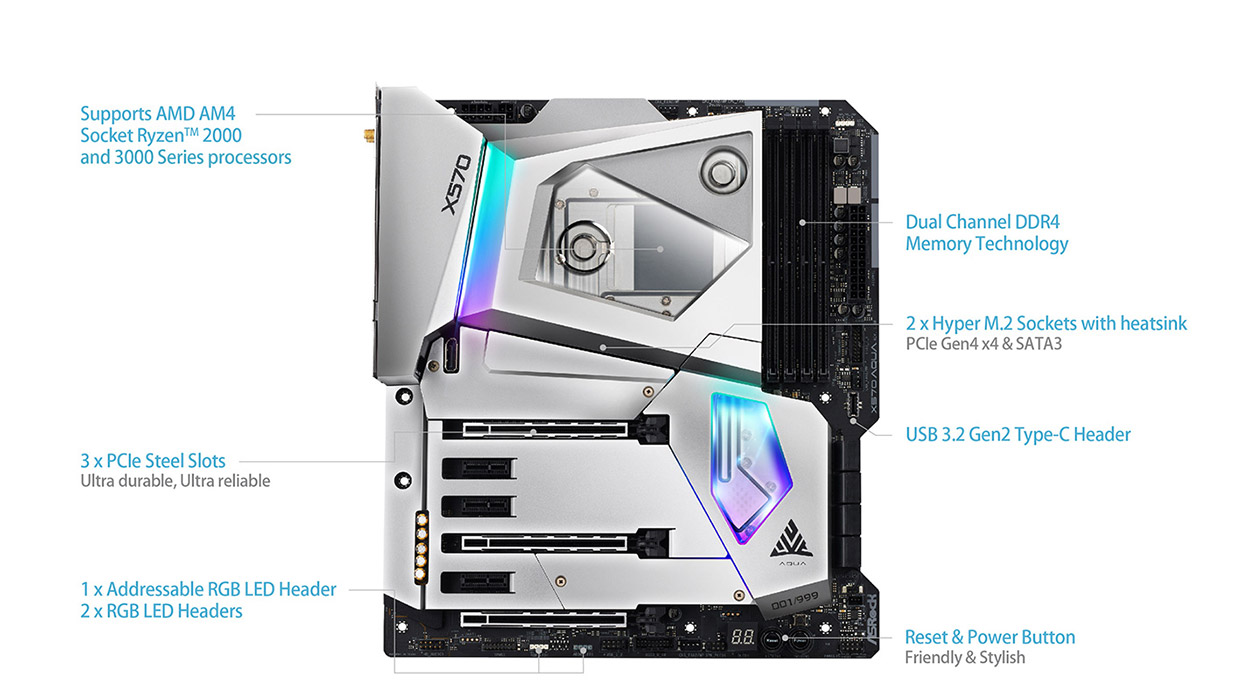 Supports AMD AM4
Socket Ryzen™ 2000
and 3000 Series processors
X570
Dual Channel DDR4
Memory Technology
2 x Hyper M.2 Sockets with heatsink
PCIe Gen4 x4 & SATA3
X570 AQUA
USB 3.2 Gen2 Type-C Header
3 x PCIe Steel Slots
Ultra durable, Ultra reliable
AQUA
1 x Addressable RGB LED Header
2 x RGB LED Headers
001/999
ASRock
88
Reset & Power Button
Friendly & Stylish